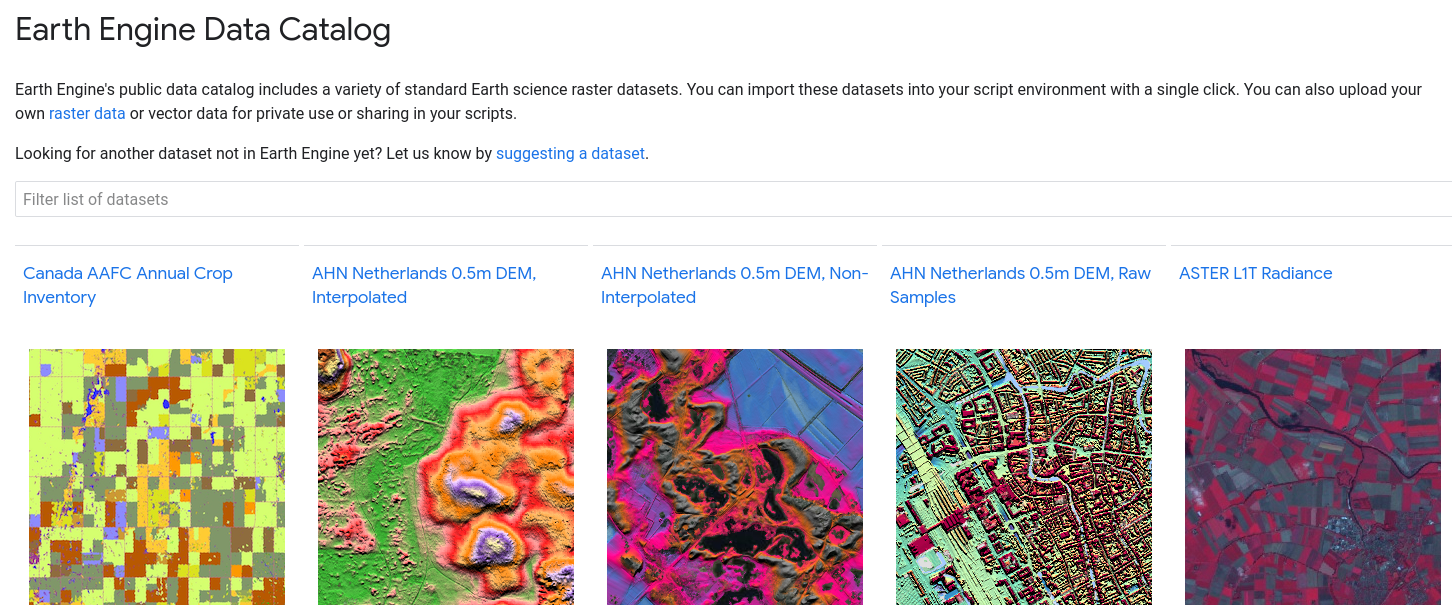 Earth Engine Data Catalog
Earth Engine's public data catalog includes a variety of standard Earth science raster datasets. You can import these datasets into your script environment with a single click. You can also upload your
own raster data or vector data for private use or sharing in your scripts.
Looking for another dataset not in Earth Engine yet? Let us know by suggesting a dataset.
Filter list of datasets
Canada AAFC Annual Crop
Inventory
AHN Netherlands 0.5m DEM,
Interpolated
AHN Netherlands 0.5m DEM, Non-
Interpolated
AHN Netherlands 0.5m DEM, Raw
Samples
ASTER L1T Radiance